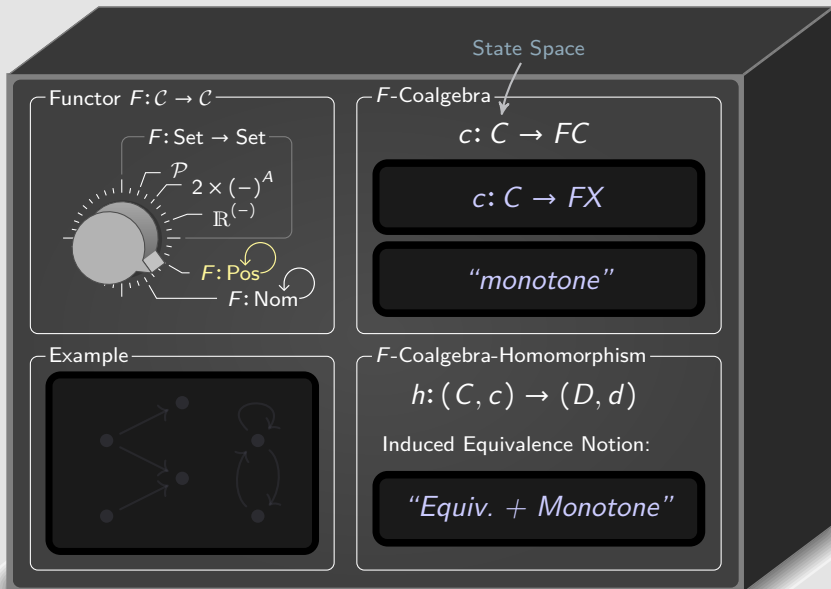 State Space
Functor F: 𝒞 → 𝒞
F: Set → Set
𝒫
2 × (−)^A
ℝ^(−)
F: Pos
F: Nom
F-Coalgebra
c: C → FC
c: C → FX
“monotone”
Example
F-Coalgebra-Homomorphism
h: (C, c) → (D, d)
Induced Equivalence Notion:
“Equiv. + Monotone”